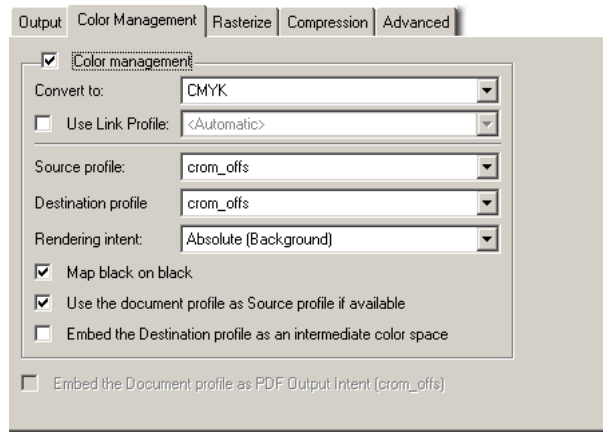 Output Color Management Rasterize Compression Advanced
Color management
Convert to: CMYK
Use Link Profile: <Automatic>
Source profile: crom_offs
Destination profile crom_offs
Rendering intent: Absolute (Background)
Map black on black
Use the document profile as Source profile if available
Embed the Destination profile as an intermediate color space
Embed the Document profile as PDF Output Intent (crom_offs)